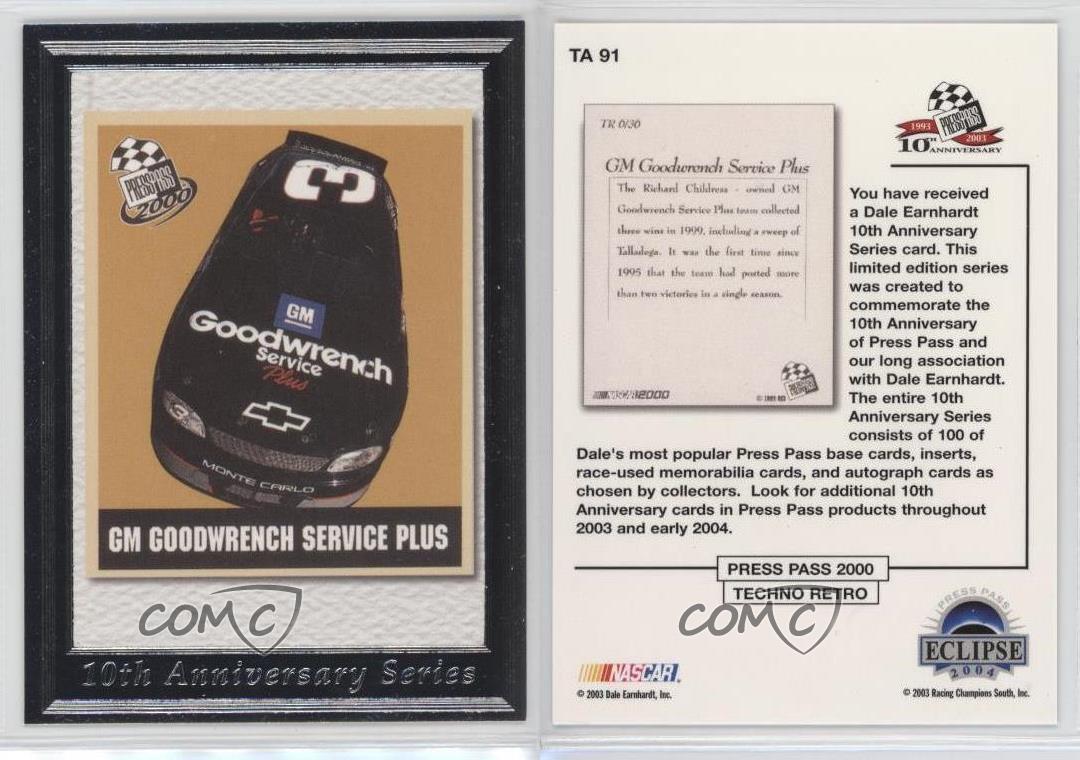 PRESS PASS
2000
3
GM
Goodwrench
Service
Plus
3
MONTE CARLO
GM GOODWRENCH SERVICE PLUS
COMC
10th Anniversary Series
TA 91
TR 0/36
GM Goodwrench Service Plus
The Richard Childress - owned GM
Goodwrench Service Plus team collected
three wins in 1999, including a sweep of
Talladega. It was the first time since
1995 that the team had posted more
than two victories in a single season.
NASCAR 2000
PRESS PASS
1993
PRESS PASS
2003
10TH
ANNIVERSARY
You have received
a Dale Earnhardt
10th Anniversary
Series card. This
limited edition series
was created to
commemorate the
10th Anniversary
of Press Pass and
our long association
with Dale Earnhardt.
The entire 10th
Anniversary Series
consists of 100 of
Dale's most popular Press Pass base cards, inserts,
race-used memorabilia cards, and autograph cards as
chosen by collectors. Look for additional 10th
Anniversary cards in Press Pass products throughout
2003 and early 2004.
PRESS PASS 2000
TECHNO RETRO
COMC
PRESS PASS
ECLIPSE
2004
NASCAR
© 2003 Dale Earnhardt, Inc.
© 2003 Racing Champions South, Inc.